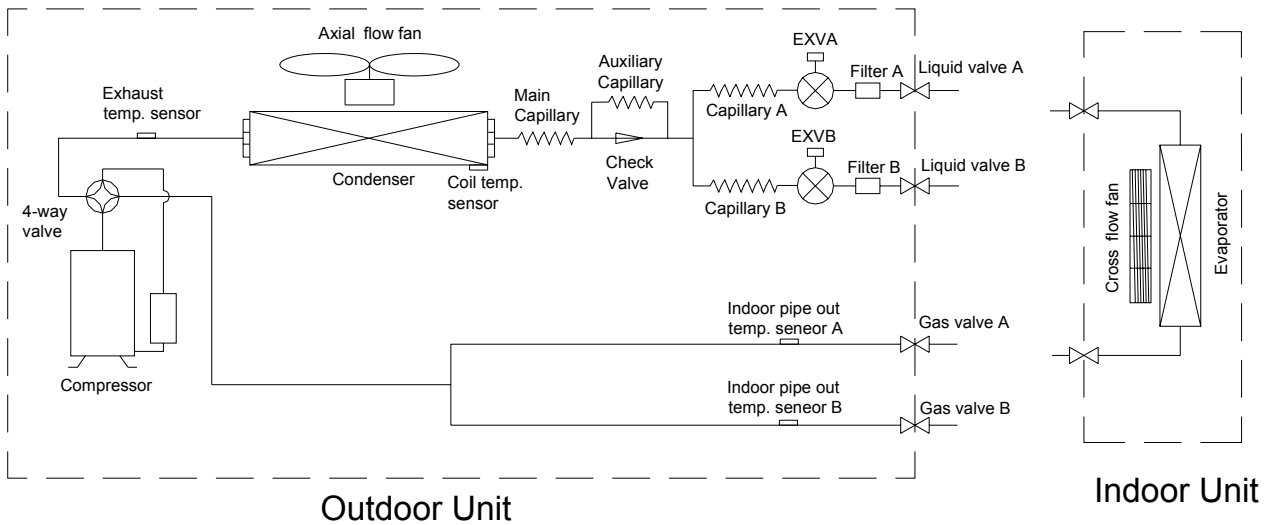 Axial flow fan
EXVA
Auxiliary
Capillary
Filter A
Liquid valve A
Exhaust
temp. sensor
Main
Capillary
Capillary A
EXVB
Check
Valve
Filter B
Liquid valve B
Condenser
Coil temp.
sensor
Capillary B
4-way
valve
Cross flow fan
Evaporator
Indoor pipe out
temp. seneor A
Gas valve A
Compressor
Indoor pipe out
temp. seneor B
Gas valve B
Outdoor Unit
Indoor Unit